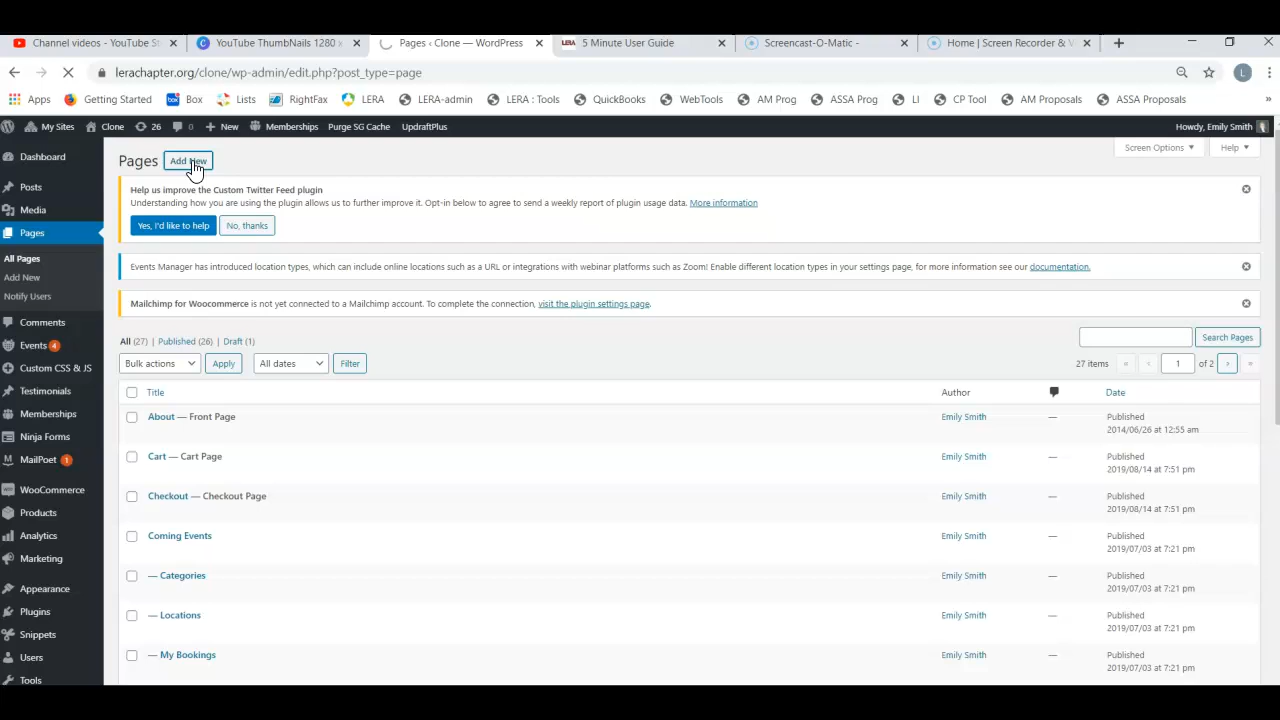 Channel videos - YouTube St
YouTube ThumbNails 1280 x
Pages ‹ Clone — WordPress
LERA 5 Minute User Guide
Screencast-O-Matic -
Home | Screen Recorder & V
lerachapter.org/clone/wp-admin/edit.php?post_type=page
L
Apps
Getting Started
box Box
Lists
RightFax
LERA
LERA-admin
LERA : Tools
QuickBooks
WebTools
AM Prog
ASSA Prog
LI
CP Tool
AM Proposals
ASSA Proposals
»
My Sites
Clone
26
0
+ New
Memberships
Purge SG Cache
UpdraftPlus
Howdy, Emily Smith
Dashboard
Posts
Media
Pages
All Pages
Add New
Notify Users
Comments
Events 4
Custom CSS & JS
Testimonials
Memberships
Ninja Forms
MailPoet 1
WooCommerce
Products
Analytics
Marketing
Appearance
Plugins
Snippets
Users
Tools
Pages
Add New
Screen Options
Help
Help us improve the Custom Twitter Feed plugin
Understanding how you are using the plugin allows us to further improve it. Opt-in below to agree to send a weekly report of plugin usage data. More information
Yes, I'd like to help
No, thanks
Events Manager has introduced location types, which can include online locations such as a URL or integrations with webinar platforms such as Zoom! Enable different location types in your settings page, for more information see our documentation.
Mailchimp for Woocommerce is not yet connected to a Mailchimp account. To complete the connection, visit the plugin settings page.
All (27) | Published (26) | Draft (1)
Search Pages
Bulk actions
Apply
All dates
Filter
27 items « ‹ 1 of 2 › »
Title
Author
Date
About — Front Page
Emily Smith
—
Published
2014/06/26 at 12:55 am
Cart — Cart Page
Emily Smith
—
Published
2019/08/14 at 7:51 pm
Checkout — Checkout Page
Emily Smith
—
Published
2019/08/14 at 7:51 pm
Coming Events
Emily Smith
—
Published
2019/07/03 at 7:21 pm
— Categories
Emily Smith
—
Published
2019/07/03 at 7:21 pm
— Locations
Emily Smith
—
Published
2019/07/03 at 7:21 pm
— My Bookings
Emily Smith
—
Published
2019/07/03 at 7:21 pm